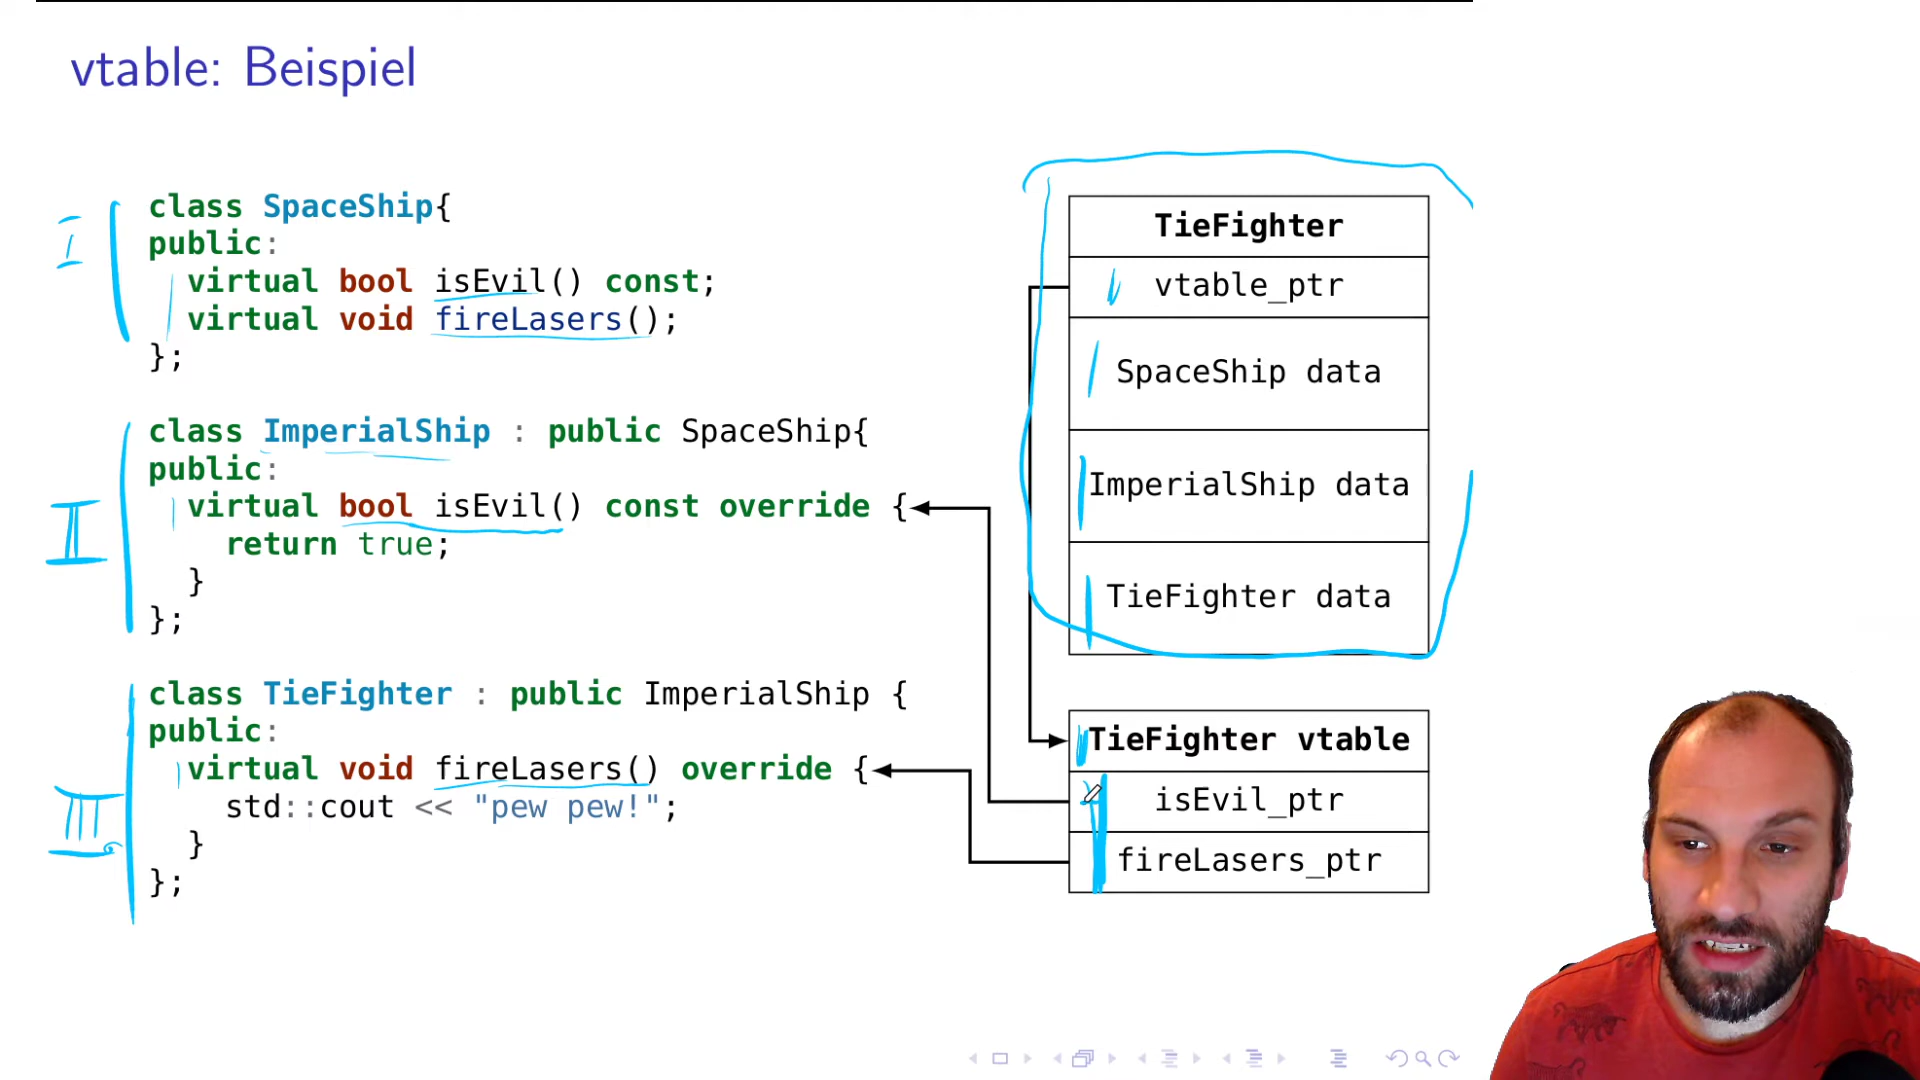 vtable: Beispiel
I
class SpaceShip{
public:
virtual bool isEvil() const;
virtual void fireLasers();
};
II
class ImperialShip : public SpaceShip{
public:
virtual bool isEvil() const override {
return true;
}
};
III
class TieFighter : public ImperialShip {
public:
virtual void fireLasers() override {
std::cout << "pew pew!";
}
};
TieFighter
vtable_ptr
SpaceShip data
ImperialShip data
TieFighter data
TieFighter vtable
isEvil_ptr
fireLasers_ptr